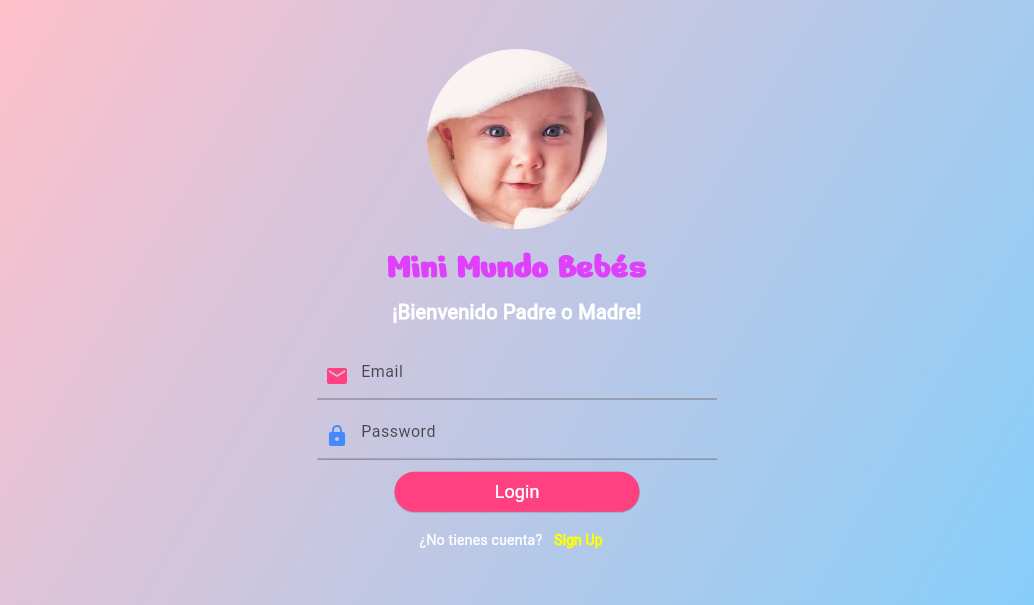 Mini Mundo Bebés
¡Bienvenido Padre o Madre!
Email
Password
Login
¿No tienes cuenta? Sign Up